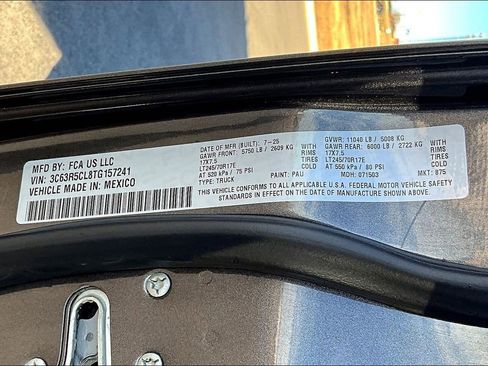 MFD BY: FCA US LLC
VIN: 3C63R5CL8TG157241
VEHICLE MADE IN: MEXICO
DATE OF MFR (BUILT): 7-25
GAWR FRONT: 5750 LB / 2609 KG
17X7.5 WITH
LT245/70R17E RIMS
AT 520 kPa / 75 PSI TIRES
TYPE: TRUCK PAINT: PAU
GVWR: 11040 LB / 5008 KG
GAWR REAR: 6000 LB / 2722 KG
17X7.5 WITH
LT245/70R17E RIMS
AT 550 kPa / 80 PSI TIRES
MDH: 071503 MKT: 875
THIS VEHICLE CONFORMS TO ALL APPLICABLE U.S.A. FEDERAL MOTOR VEHICLE SAFETY
STANDARDS IN EFFECT ON THE DATE OF MANUFACTURE SHOWN ABOVE.